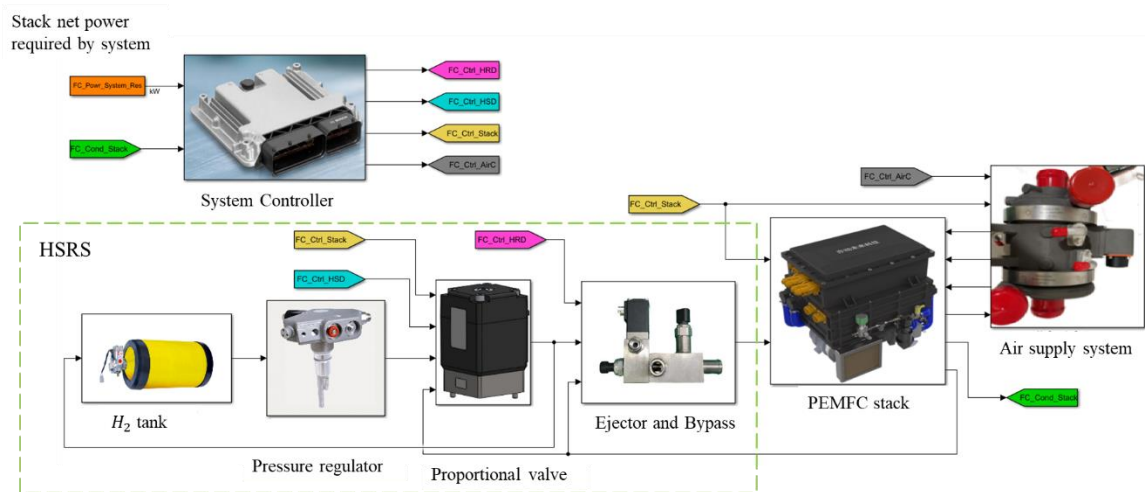 Stack net power
required by system
FC_Powr_System_Res
kW
FC_Cond_Stack
FC_Ctrl_HRD
FC_Ctrl_HSD
FC_Ctrl_Stack
FC_Ctrl_AirC
System Controller
FC_Ctrl_AirC
FC_Ctrl_Stack
HSRS
FC_Ctrl_Stack
FC_Ctrl_HRD
FC_Ctrl_HSD
Air supply system
H₂ tank
Pressure regulator
Proportional valve
Ejector and Bypass
PEMFC stack
FC_Cond_Stack